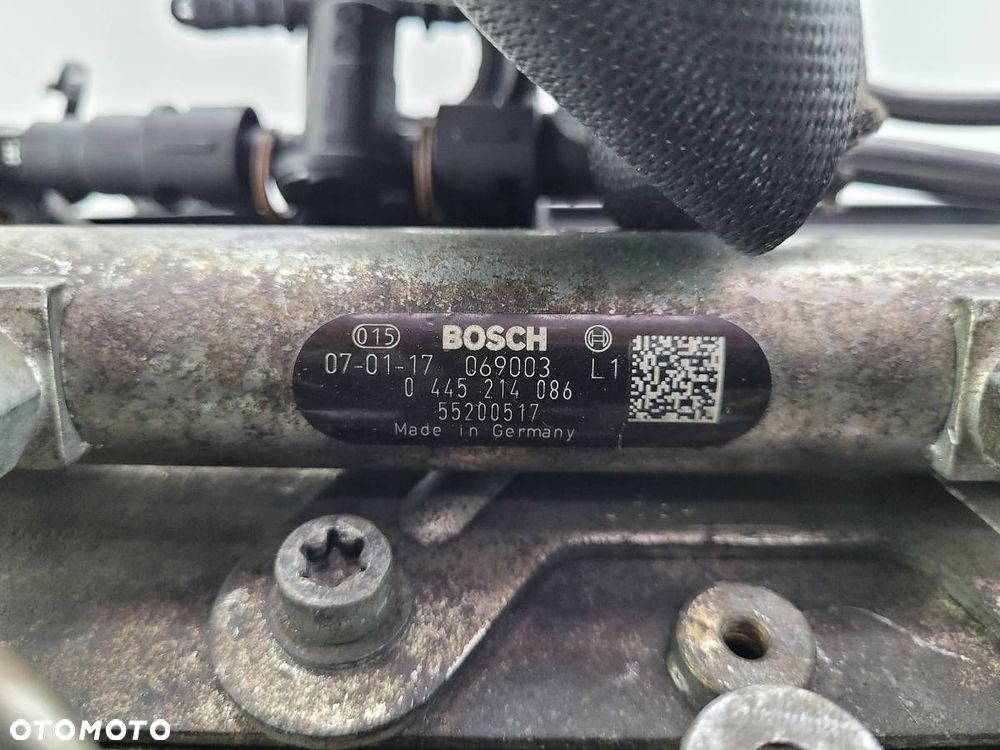 015 BOSCH
07-01-17 069003 L1
0 445 214 086
55200517
Made in Germany
OTOMOTO